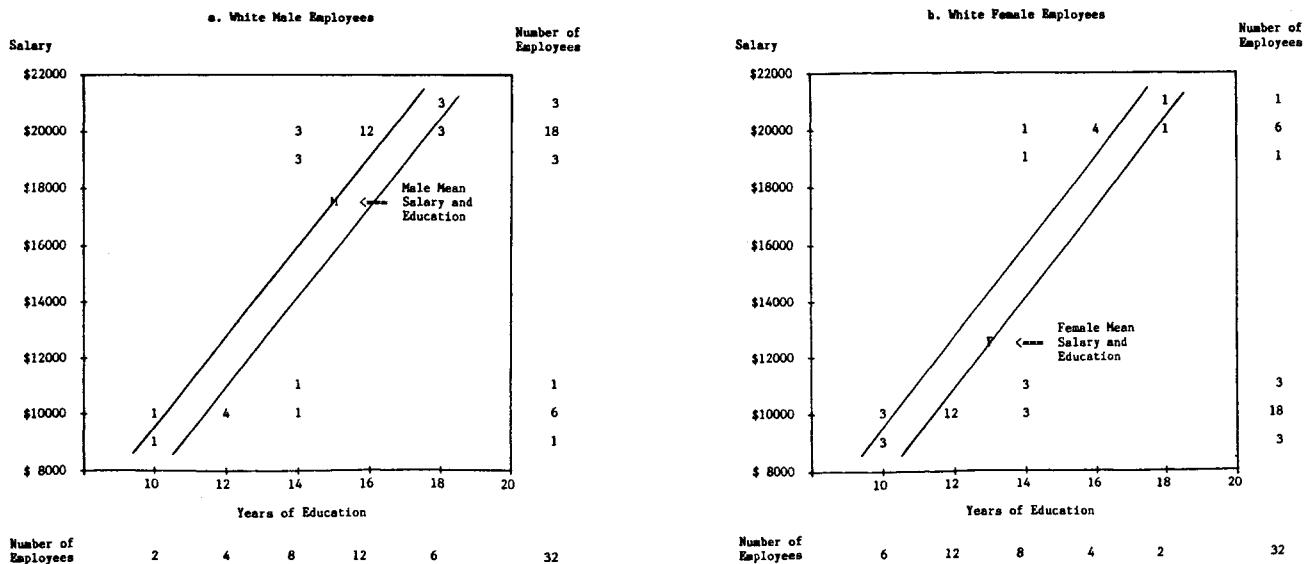 a. White Male Employees
Salary
Number of
Employees
$22000
3 3
$20000 3 12 3 18
3 3
$18000
M <--- Male Mean
Salary and
Education
$16000
$14000
$12000
1 1
$10000 1 4 1 6
1 1
$ 8000
10 12 14 16 18 20
Years of Education
Number of
Employees 2 4 8 12 6 32
b. White Female Employees
Salary
Number of
Employees
$22000
1 1
$20000 1 4 1 6
1 1
$18000
$16000
$14000
F <--- Female Mean
Salary and
Education
$12000
3 3
$10000 3 12 3 18
3 3
$ 8000
10 12 14 16 18 20
Years of Education
Number of
Employees 6 12 8 4 2 32